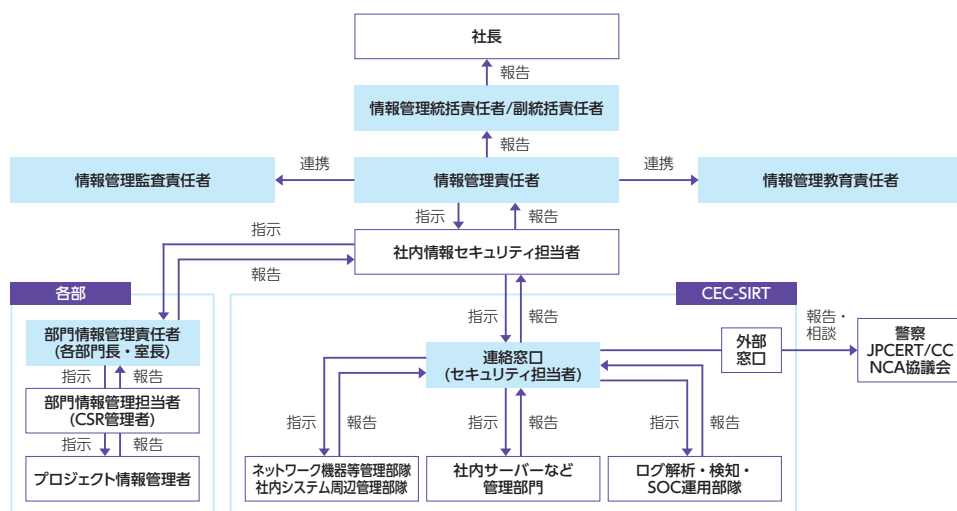 社長
報告
情報管理統括責任者/副統括責任者
報告
情報管理監査責任者
連携
情報管理責任者
連携
情報管理教育責任者
指示
報告
社内情報セキュリティ担当者
指示
報告
各部
部門情報管理責任者
(各部門長・室長)
指示
報告
部門情報管理担当者
(CSR管理者)
指示
報告
プロジェクト情報管理者
CEC-SIRT
指示
報告
連絡窓口
(セキュリティ担当者)
外部
窓口
報告・
相談
警察
JPCERT/CC
NCA協議会
指示
報告
指示
報告
指示
報告
ネットワーク機器等管理部隊
社内システム周辺管理部隊
社内サーバーなど
管理部門
ログ解析・検知・
SOC運用部隊